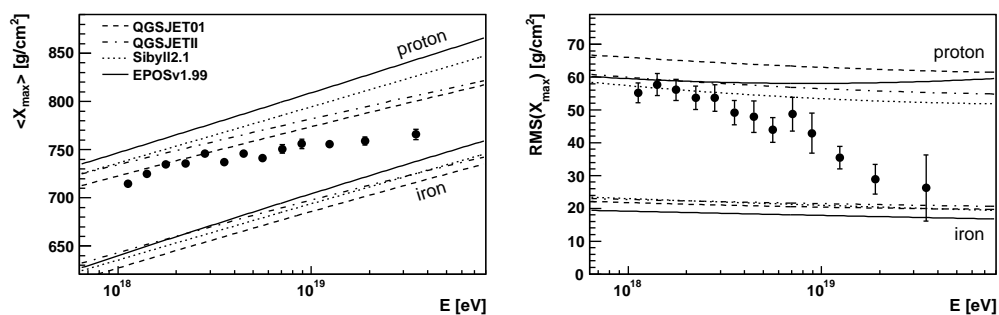 <X_max> [g/cm²]
850
800
750
700
650
QGSJET01
QGSJETII
Sibyll2.1
EPOSv1.99
proton
iron
10^18
10^19
E [eV]
RMS(X_max) [g/cm²]
70
60
50
40
30
20
10
0
proton
iron
10^18
10^19
E [eV]